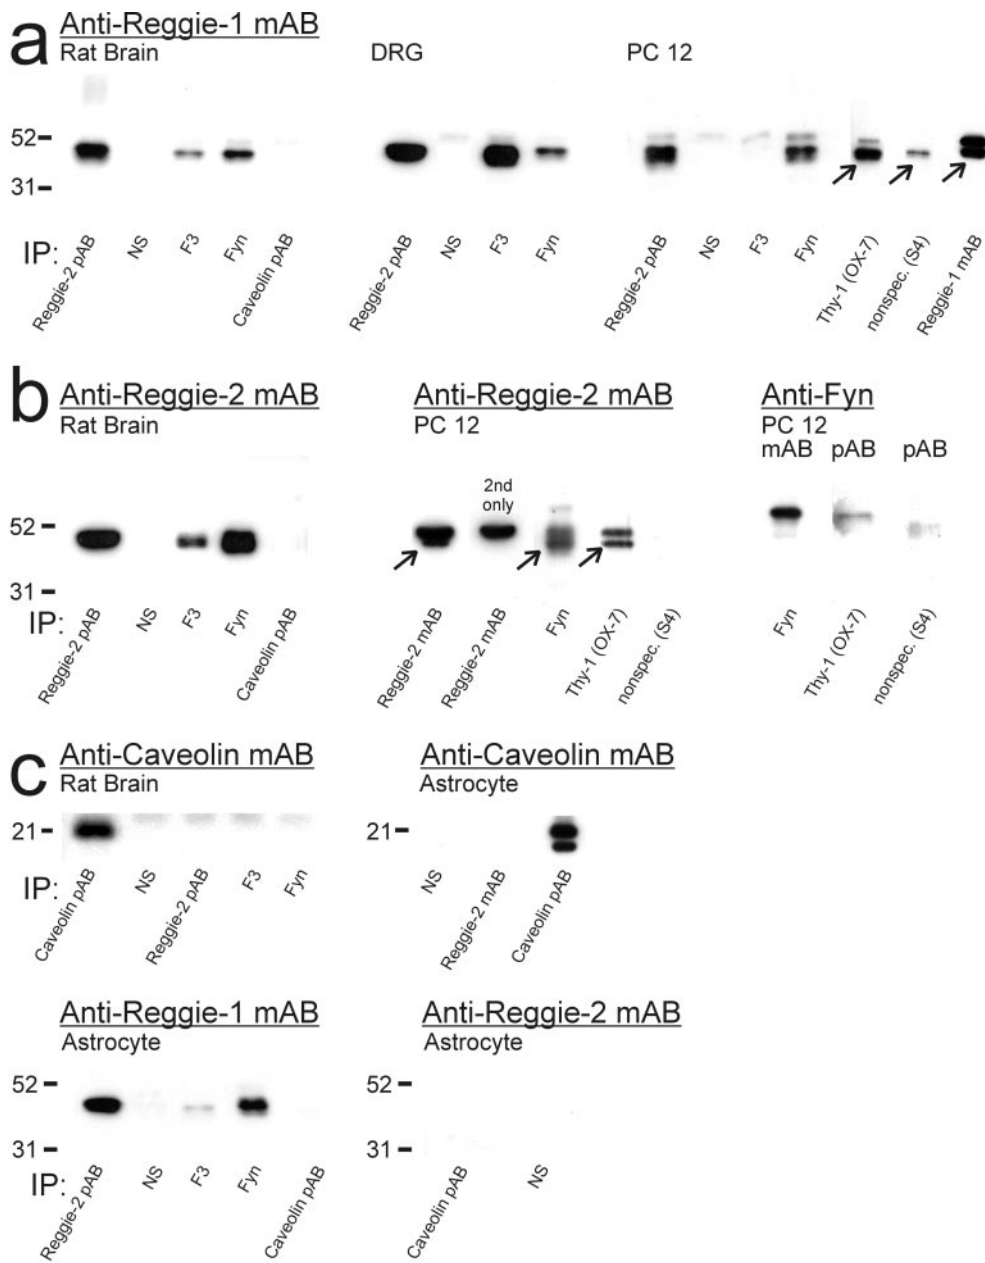 a
Anti-Reggie-1 mAB
Rat Brain
DRG
PC 12
52
31
IP:
Reggie-2 pAB
NS
F3
Fyn
Caveolin pAB
Reggie-2 pAB
NS
F3
Fyn
Reggie-2 pAB
NS
F3
Fyn
Thy-1 (OX-7)
nonspec. (S4)
Reggie-1 mAB
b
Anti-Reggie-2 mAB
Rat Brain
Anti-Reggie-2 mAB
PC 12
Anti-Fyn
PC 12
mAB pAB pAB
2nd
only
52
31
IP:
Reggie-2 pAB
NS
F3
Fyn
Caveolin pAB
Reggie-2 mAB
Reggie-2 mAB
Fyn
Thy-1 (OX-7)
nonspec. (S4)
Fyn
Thy-1 (OX-7)
nonspec. (S4)
c
Anti-Caveolin mAB
Rat Brain
Anti-Caveolin mAB
Astrocyte
21
21
IP:
Caveolin pAB
NS
Reggie-2 pAB
F3
Fyn
NS
Reggie-2 mAB
Caveolin pAB
Anti-Reggie-1 mAB
Astrocyte
Anti-Reggie-2 mAB
Astrocyte
52
52
31
31
IP:
Reggie-2 pAB
NS
F3
Fyn
Caveolin pAB
Caveolin pAB
NS